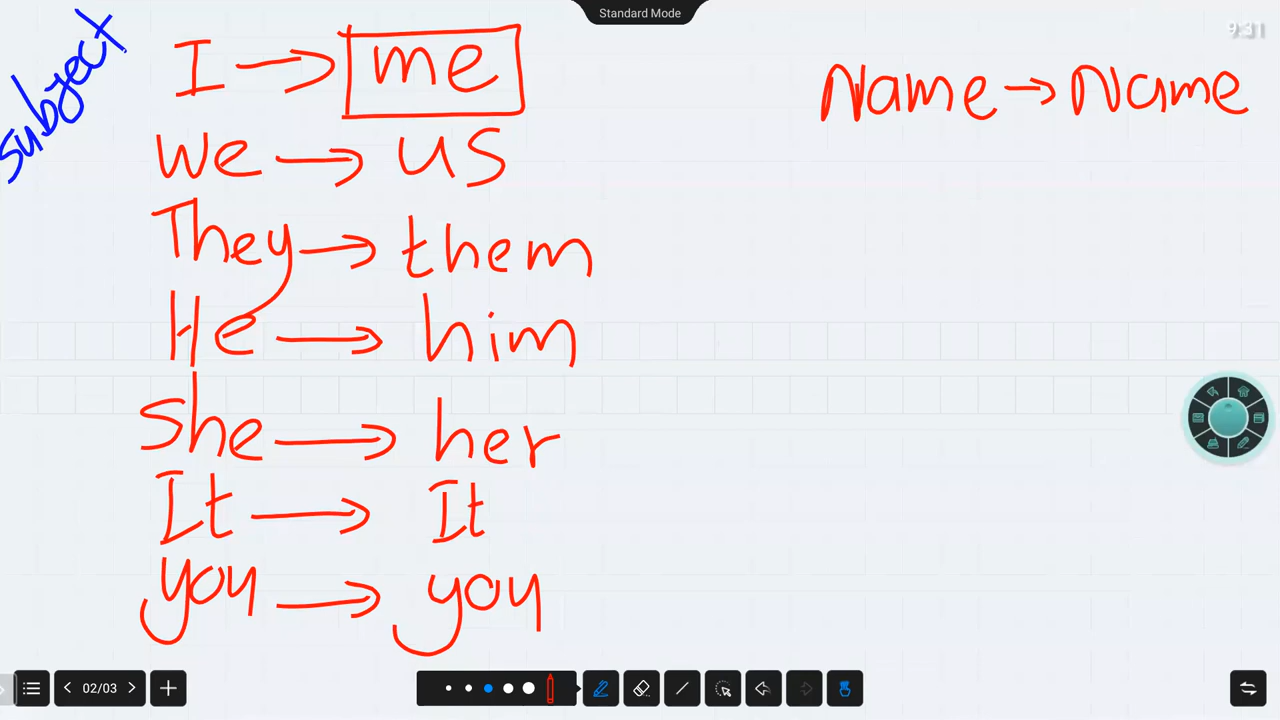 Standard Mode
9:31
subject
I → me
Name → Name
We → us
They → them
He → him
She → her
It → It
you → you
02/03